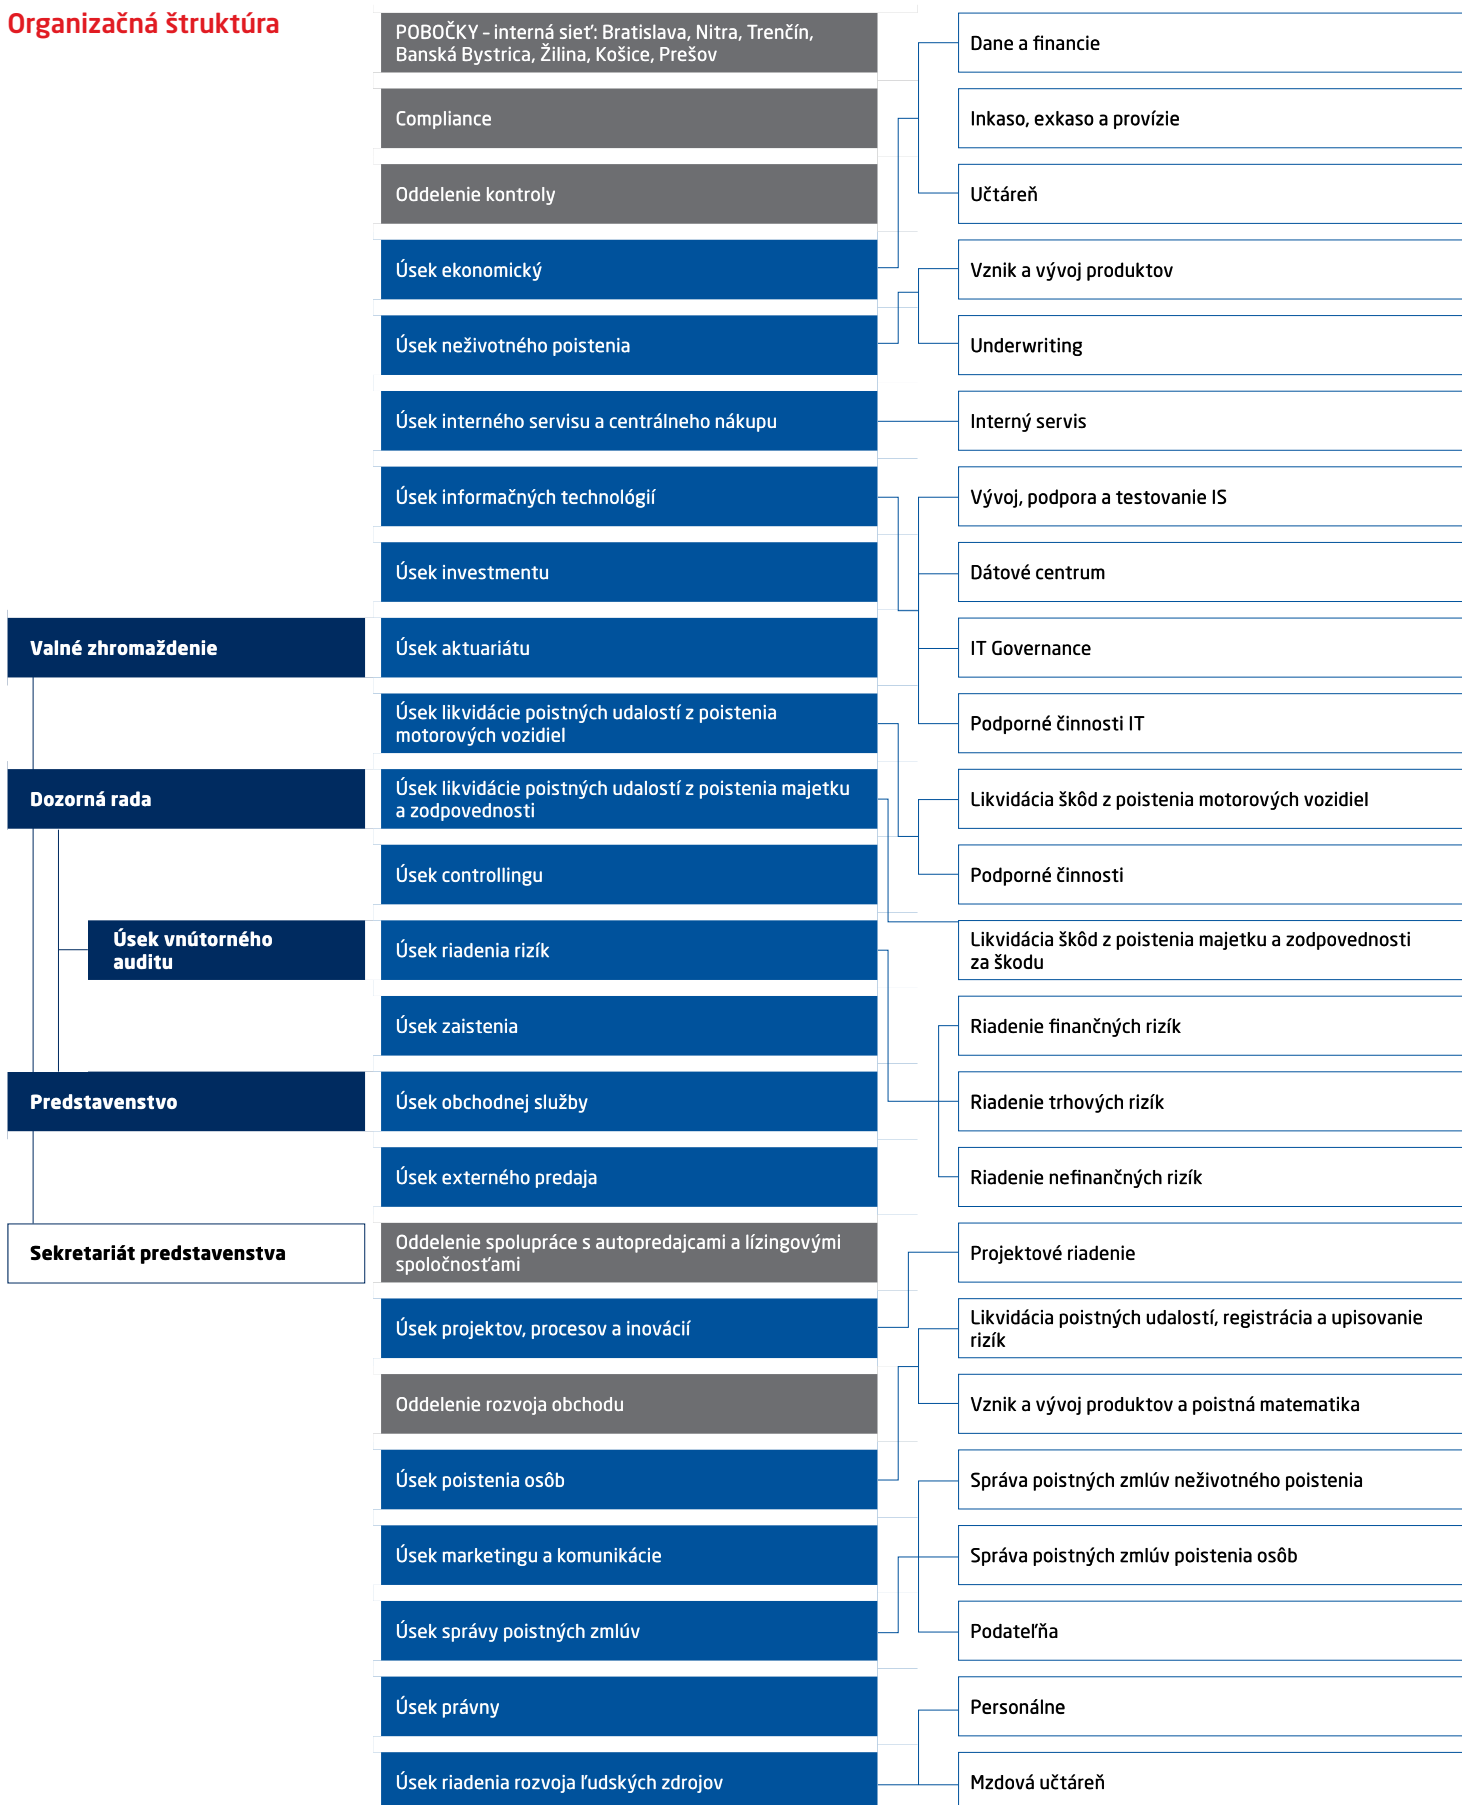 Organizačná štruktúra
Valné zhromaždenie
Dozorná rada
Úsek vnútorného
auditu
Predstavenstvo
Sekretariát predstavenstva
POBOČKY – interná sieť: Bratislava, Nitra, Trenčín,
Banská Bystrica, Žilina, Košice, Prešov
Compliance
Oddelenie kontroly
Úsek ekonomický
Úsek neživotného poistenia
Úsek interného servisu a centrálneho nákupu
Úsek informačných technológií
Úsek investmentu
Úsek aktuariátu
Úsek likvidácie poistných udalostí z poistenia
motorových vozidiel
Úsek likvidácie poistných udalostí z poistenia majetku
a zodpovednosti
Úsek controllingu
Úsek riadenia rizík
Úsek zaistenia
Úsek obchodnej služby
Úsek externého predaja
Oddelenie spolupráce s autopredajcami a lízingovými
spoločnosťami
Úsek projektov, procesov a inovácií
Oddelenie rozvoja obchodu
Úsek poistenia osôb
Úsek marketingu a komunikácie
Úsek správy poistných zmlúv
Úsek právny
Úsek riadenia rozvoja ľudských zdrojov
Dane a financie
Inkaso, exkaso a provízie
Učtáreň
Vznik a vývoj produktov
Underwriting
Interný servis
Vývoj, podpora a testovanie IS
Dátové centrum
IT Governance
Podporné činnosti IT
Likvidácia škôd z poistenia motorových vozidiel
Podporné činnosti
Likvidácia škôd z poistenia majetku a zodpovednosti
za škodu
Riadenie finančných rizík
Riadenie trhových rizík
Riadenie nefinančných rizík
Projektové riadenie
Likvidácia poistných udalostí, registrácia a upisovanie
rizík
Vznik a vývoj produktov a poistná matematika
Správa poistných zmlúv neživotného poistenia
Správa poistných zmlúv poistenia osôb
Podateľňa
Personálne
Mzdová učtáreň